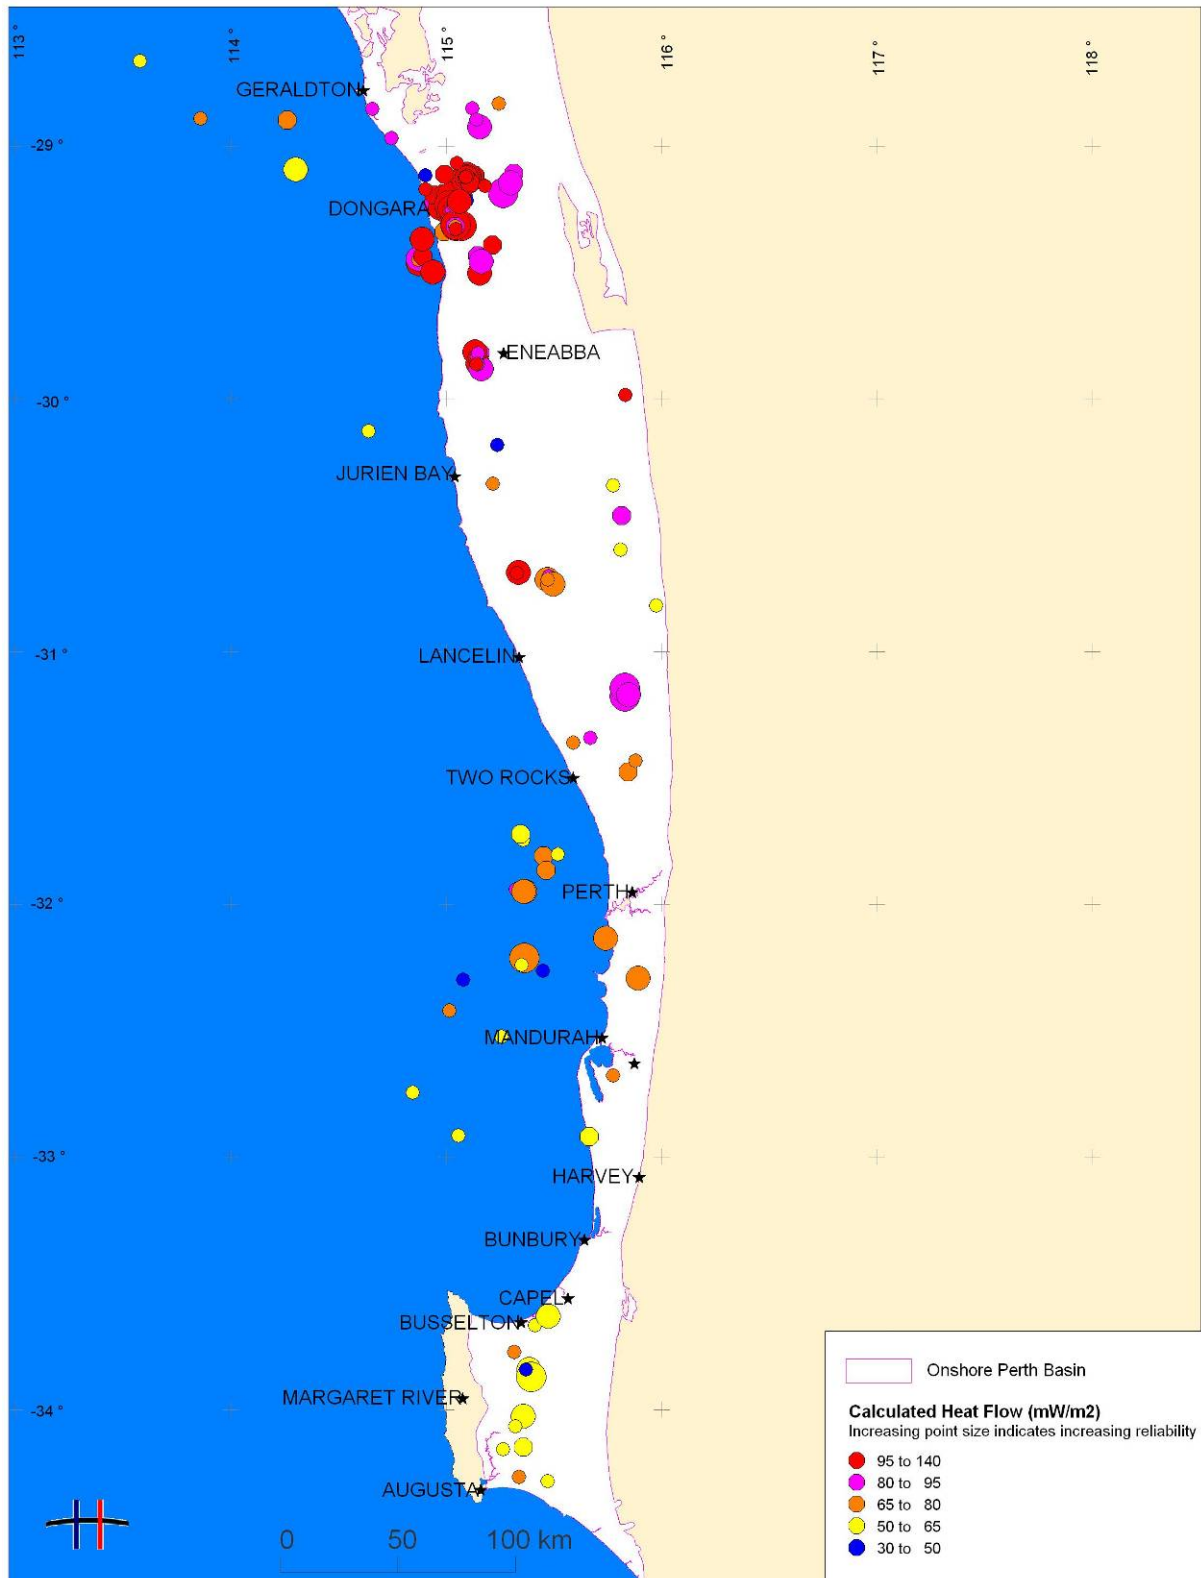 113 °
114 °
115 °
116 °
117 °
118 °
GERALDTON
-29 °
DONGARA
ENEABBA
-30 °
JURIEN BAY
-31 °
LANCELIN
TWO ROCKS
PERTH
-32 °
MANDURAH
-33 °
HARVEY
BUNBURY
CAPEL
BUSSELTON
MARGARET RIVER
-34 °
AUGUSTA
0 50 100 km
Onshore Perth Basin
Calculated Heat Flow (mW/m2)
Increasing point size indicates increasing reliability
95 to 140
80 to 95
65 to 80
50 to 65
30 to 50